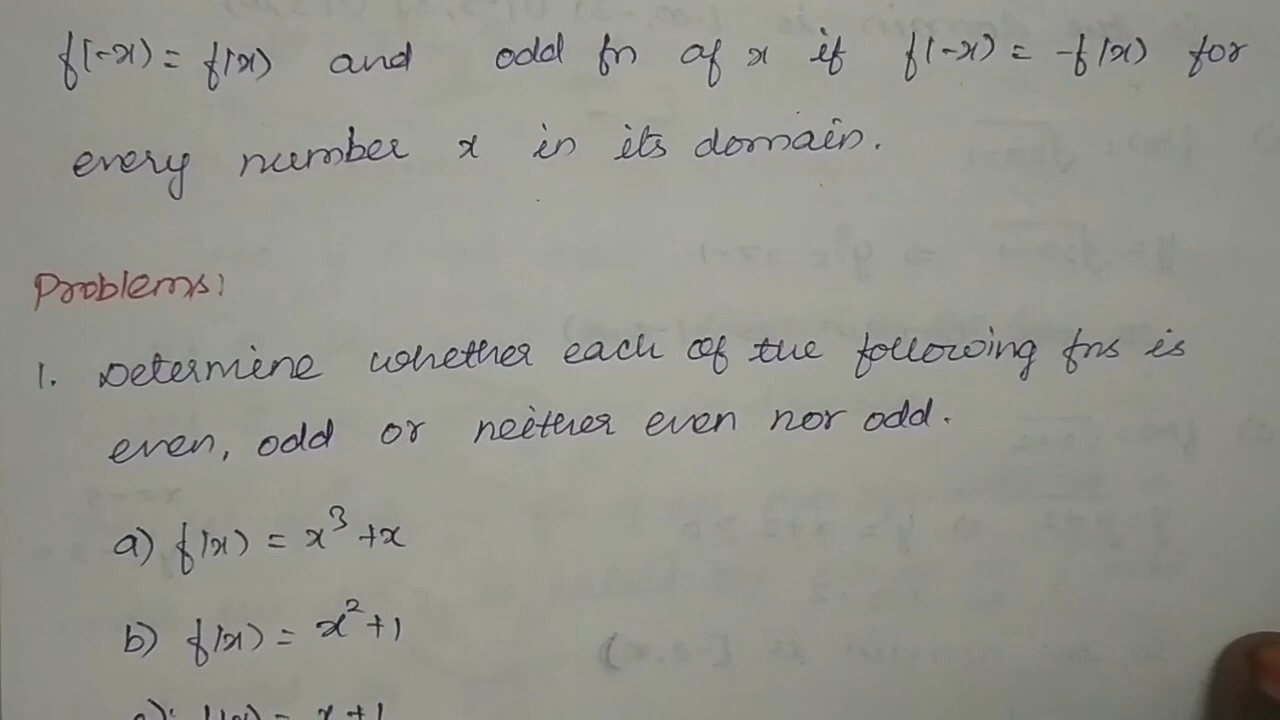 f(-x) = f(x) and odd fn of x if f(-x) = -f(x) for
every number x in its domain.
Problems:
1. Determine whether each of the following fns is
even, odd or neither even nor odd.
a) f(x) = x³ + x
b) f(x) = x² + 1
c) f(x) = x + 1